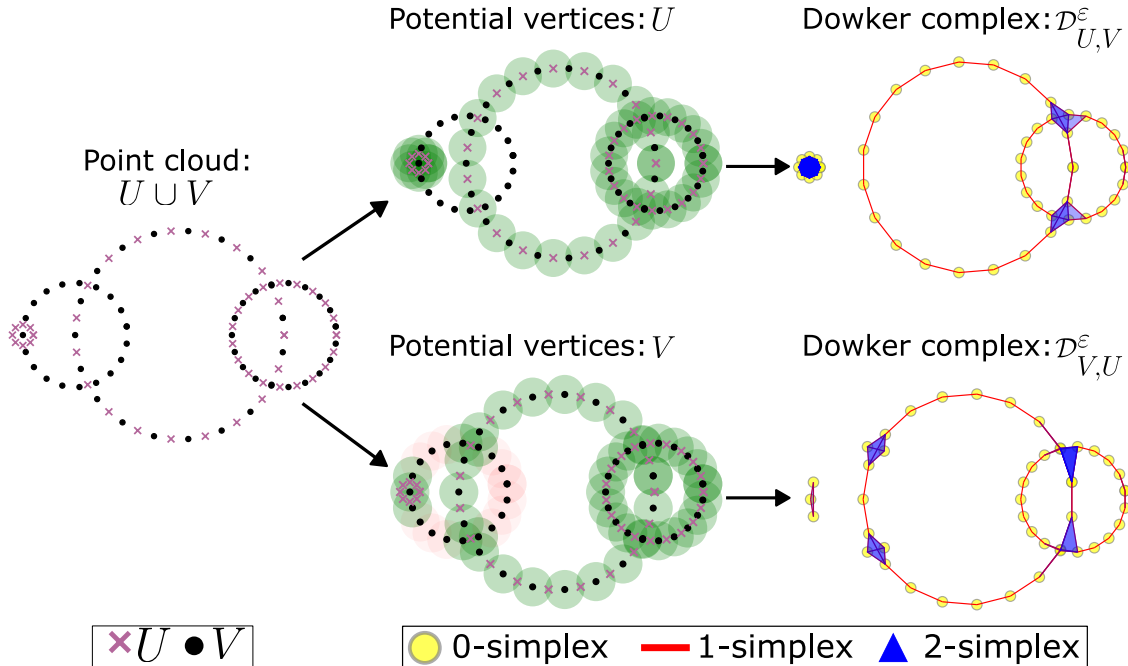 Potential vertices: U
Dowker complex: 𝒟^ε_{U,V}
Point cloud:
U ∪ V
Potential vertices: V
Dowker complex: 𝒟^ε_{V,U}
× U ● V
0-simplex 1-simplex 2-simplex